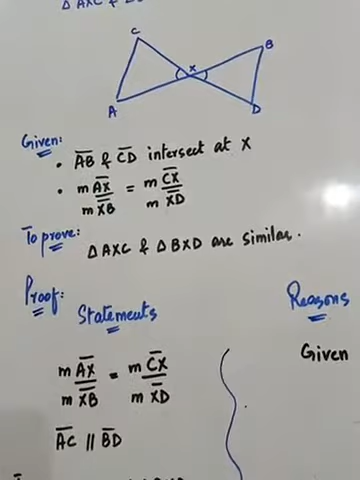 Δ AXC &
C
B
X
A
D
Given:
• AB & CD intersect at X
• mAX/mXB = mCX/mXD
To prove:
ΔAXC & ΔBXD are similar.
Proof:
Statements
Reasons
mAX/mXB = mCX/mXD
Given
AC || BD